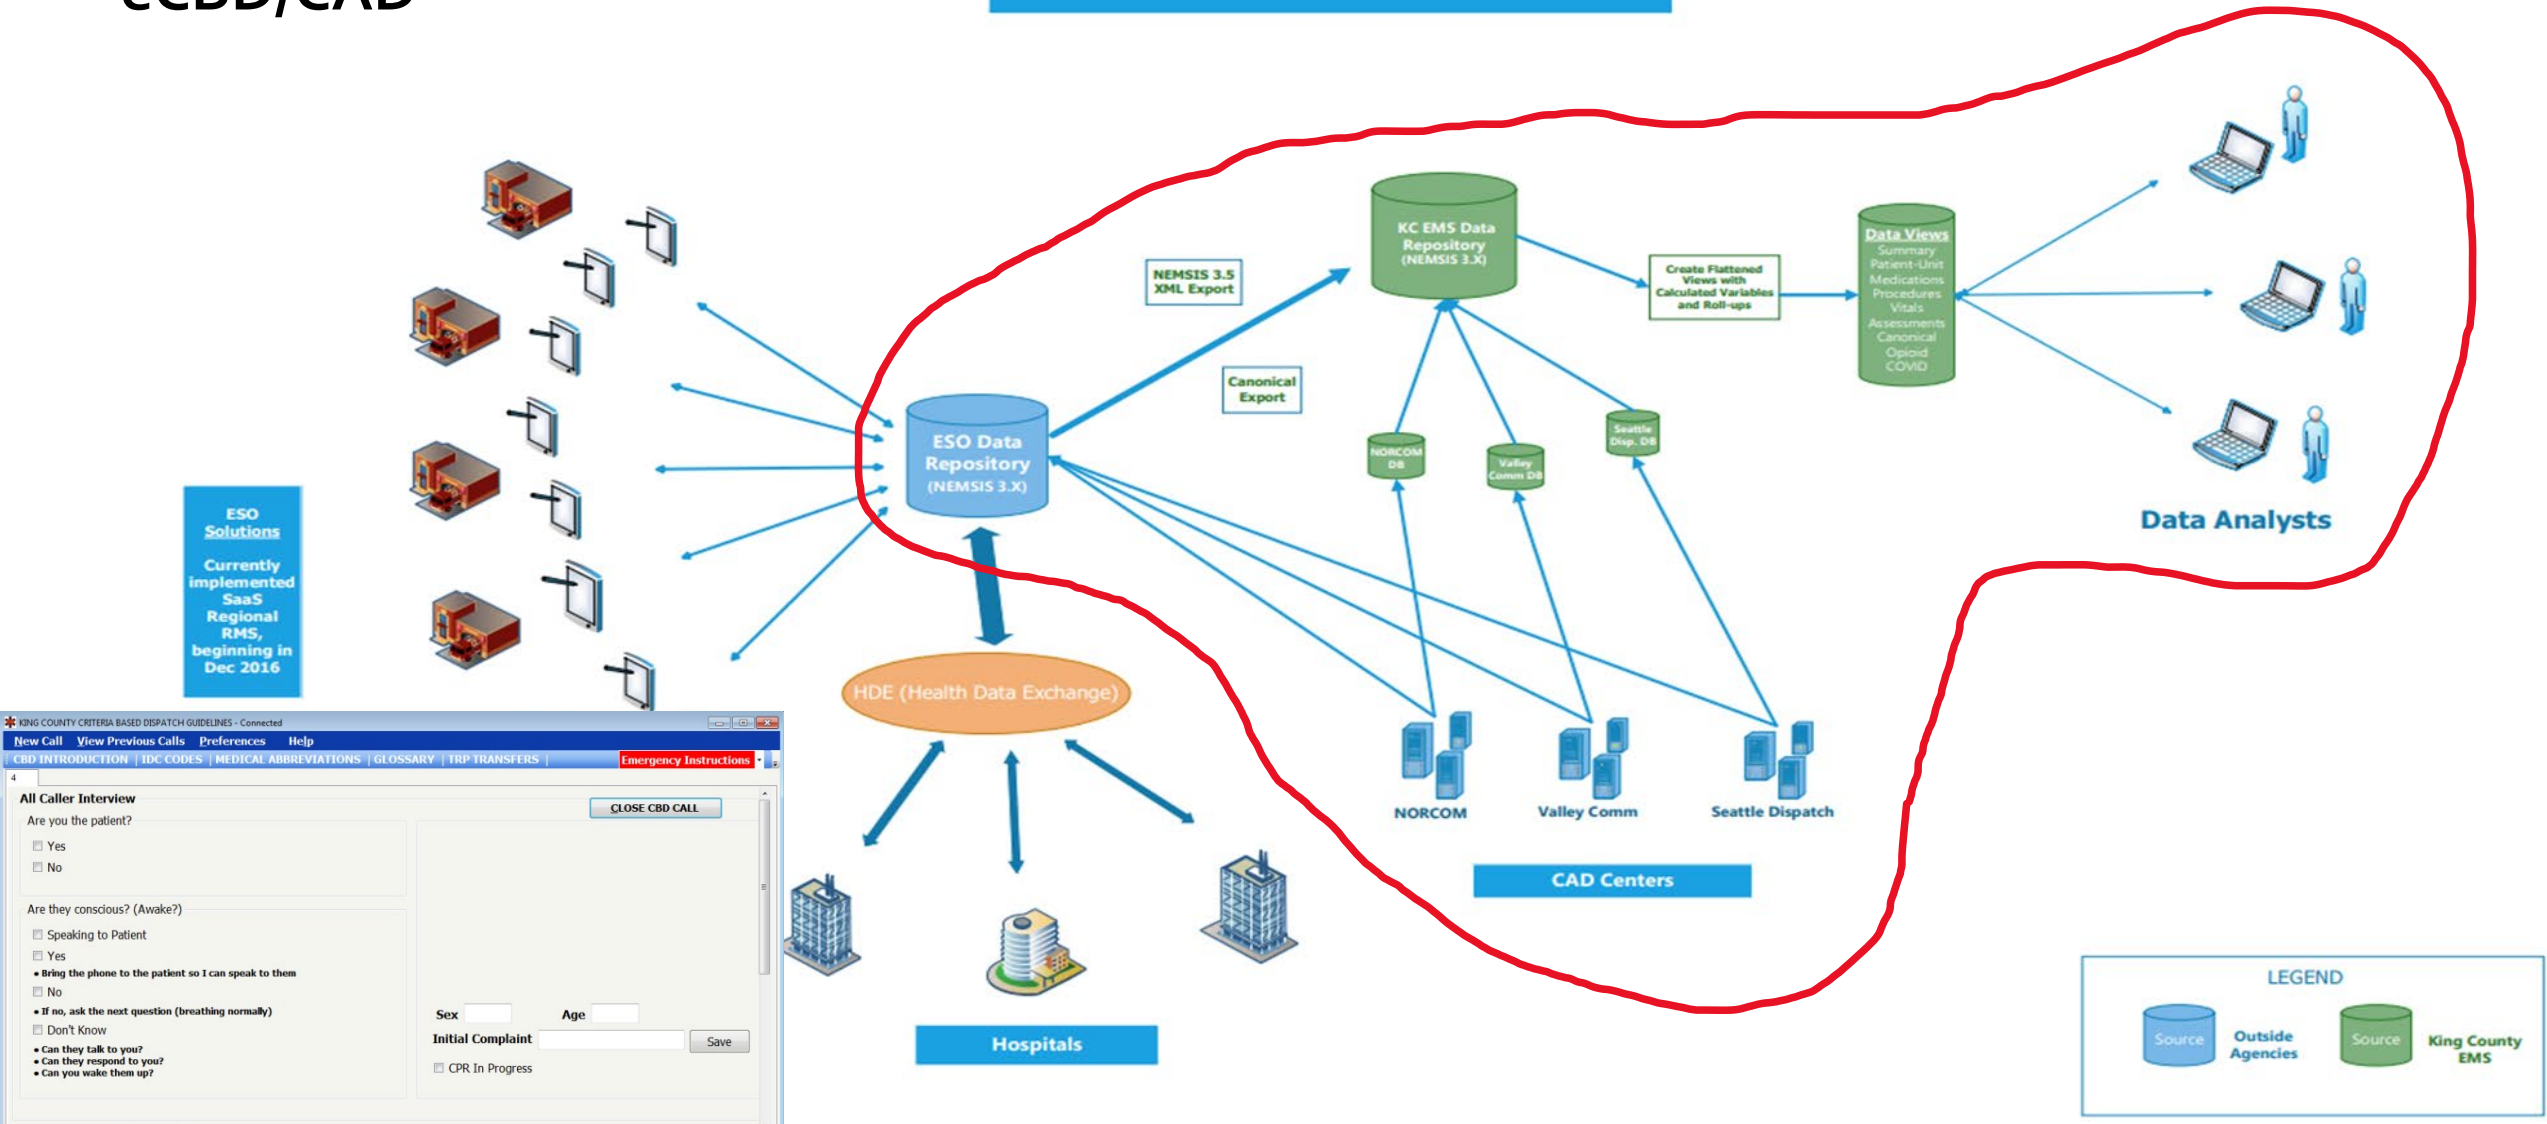 eCBD/CAD
NEMSIS 3.5
XML Export
Canonical
Export
KC EMS Data
Repository
(NEMSIS 3.X)
Create Flattened
Views with
Calculated Variables
and Roll-ups
Data Views
Summary
Patient-Unit
Medications
Procedures
Vitals
Assessments
Canonical
Opioid
COVID
Data Analysts
ESO Data
Repository
(NEMSIS 3.X)
NORCOM
DB
Valley
Comm DB
Seattle
Disp. DB
ESO
Solutions
Currently
implemented
SaaS
Regional
RMS,
beginning in
Dec 2016
HDE (Health Data Exchange)
NORCOM
Valley Comm
Seattle Dispatch
CAD Centers
Hospitals
LEGEND
Source
Outside
Agencies
Source
King County
EMS
KING COUNTY CRITERIA BASED DISPATCH GUIDELINES - Connected
New Call View Previous Calls Preferences Help
CBD INTRODUCTION | IDC CODES | MEDICAL ABBREVIATIONS | GLOSSARY | TRP TRANSFERS | Emergency Instructions
4
All Caller Interview
CLOSE CBD CALL
Are you the patient?
Yes
No
Are they conscious? (Awake?)
Speaking to Patient
Yes
• Bring the phone to the patient so I can speak to them
No
• If no, ask the next question (breathing normally)
Don't Know
• Can they talk to you?
• Can they respond to you?
• Can you wake them up?
Sex Age
Initial Complaint Save
CPR In Progress